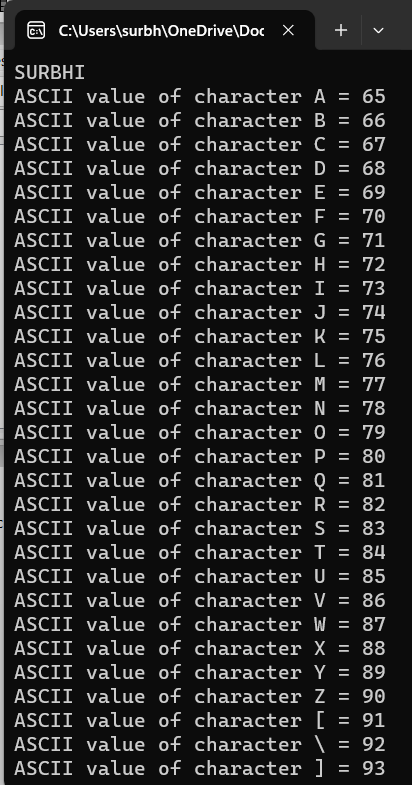 C:\Users\surbh\OneDrive\Doc
SURBHI
ASCII value of character A = 65
ASCII value of character B = 66
ASCII value of character C = 67
ASCII value of character D = 68
ASCII value of character E = 69
ASCII value of character F = 70
ASCII value of character G = 71
ASCII value of character H = 72
ASCII value of character I = 73
ASCII value of character J = 74
ASCII value of character K = 75
ASCII value of character L = 76
ASCII value of character M = 77
ASCII value of character N = 78
ASCII value of character O = 79
ASCII value of character P = 80
ASCII value of character Q = 81
ASCII value of character R = 82
ASCII value of character S = 83
ASCII value of character T = 84
ASCII value of character U = 85
ASCII value of character V = 86
ASCII value of character W = 87
ASCII value of character X = 88
ASCII value of character Y = 89
ASCII value of character Z = 90
ASCII value of character [ = 91
ASCII value of character \ = 92
ASCII value of character ] = 93